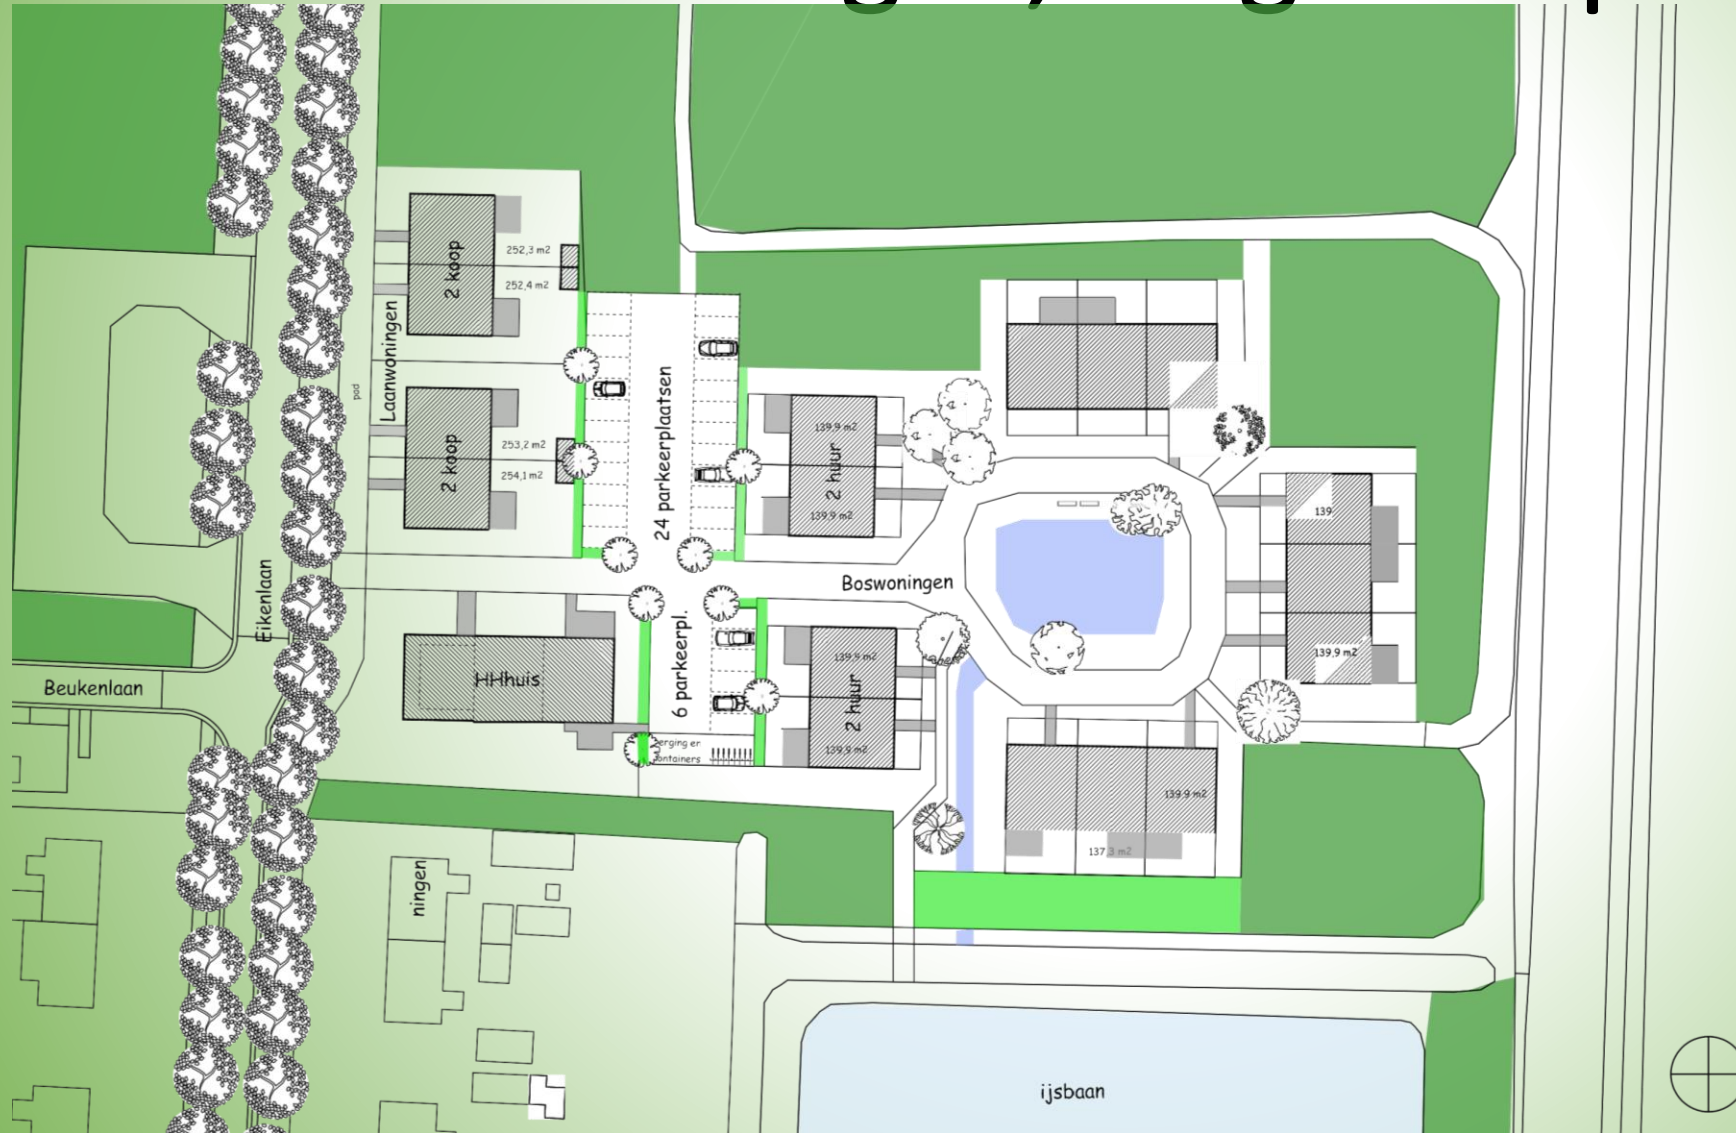 2 koop
252,3 m2
252,4 m2
Laanwoningen
pad
2 koop
253,2 m2
254,1 m2
24 parkeerplaatsen
139,9 m2
2 huur
139,9 m2
139
Boswoningen
Eikenlaan
Beukenlaan
HHhuis
6 parkeerpl.
139,9 m2
2 huur
139,9 m2
139,9 m2
erging en
ontainers
139.9 m2
137,3 m2
ningen
ijsbaan